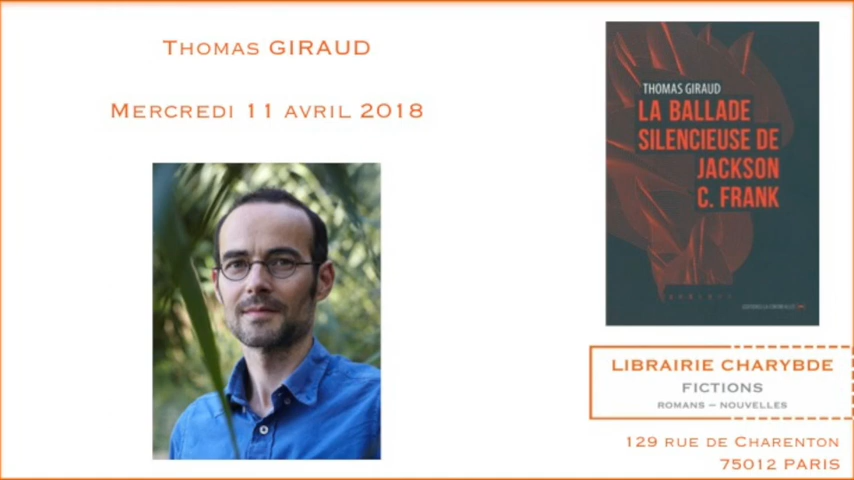 Thomas GIRAUD
Mercredi 11 avril 2018
THOMAS GIRAUD
LA BALLADE
SILENCIEUSE DE
JACKSON
C. FRANK
LIBRAIRIE CHARYBDE
FICTIONS
ROMANS – NOUVELLES
129 RUE DE CHARENTON
75012 PARIS